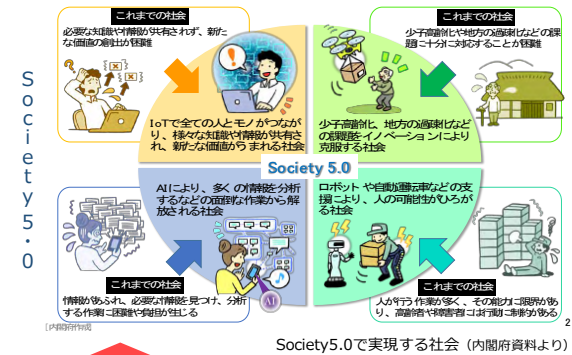 これまでの社会
必要な知識や情報が共有されず、新た
な価値の創出が困難
これまでの社会
少子高齢化や地方の過疎化などの課
題に十分に対応することが困難
Society5.0
IoTで全ての人とモノがつなが
り、様々な知識や情報が共有さ
れ、新たな価値がうまれる社会
少子高齢化、地方の過疎化など
の課題をイノベーションにより
克服する社会
Society 5.0
AIにより、多くの情報を分析
するなどの面倒な作業から解
放される社会
ロボットや自動運転車などの支
援により、人の可能性がひろが
る社会
AI
これまでの社会
情報があふれ、必要な情報を見つけ、分析
する作業に困難や負担が生じる
これまでの社会
人が行う作業が多く、その能力に限界があ
り、高齢者や障害者には行動に制約がある
[内閣府作成]
2
Society5.0で実現する社会（内閣府資料より）